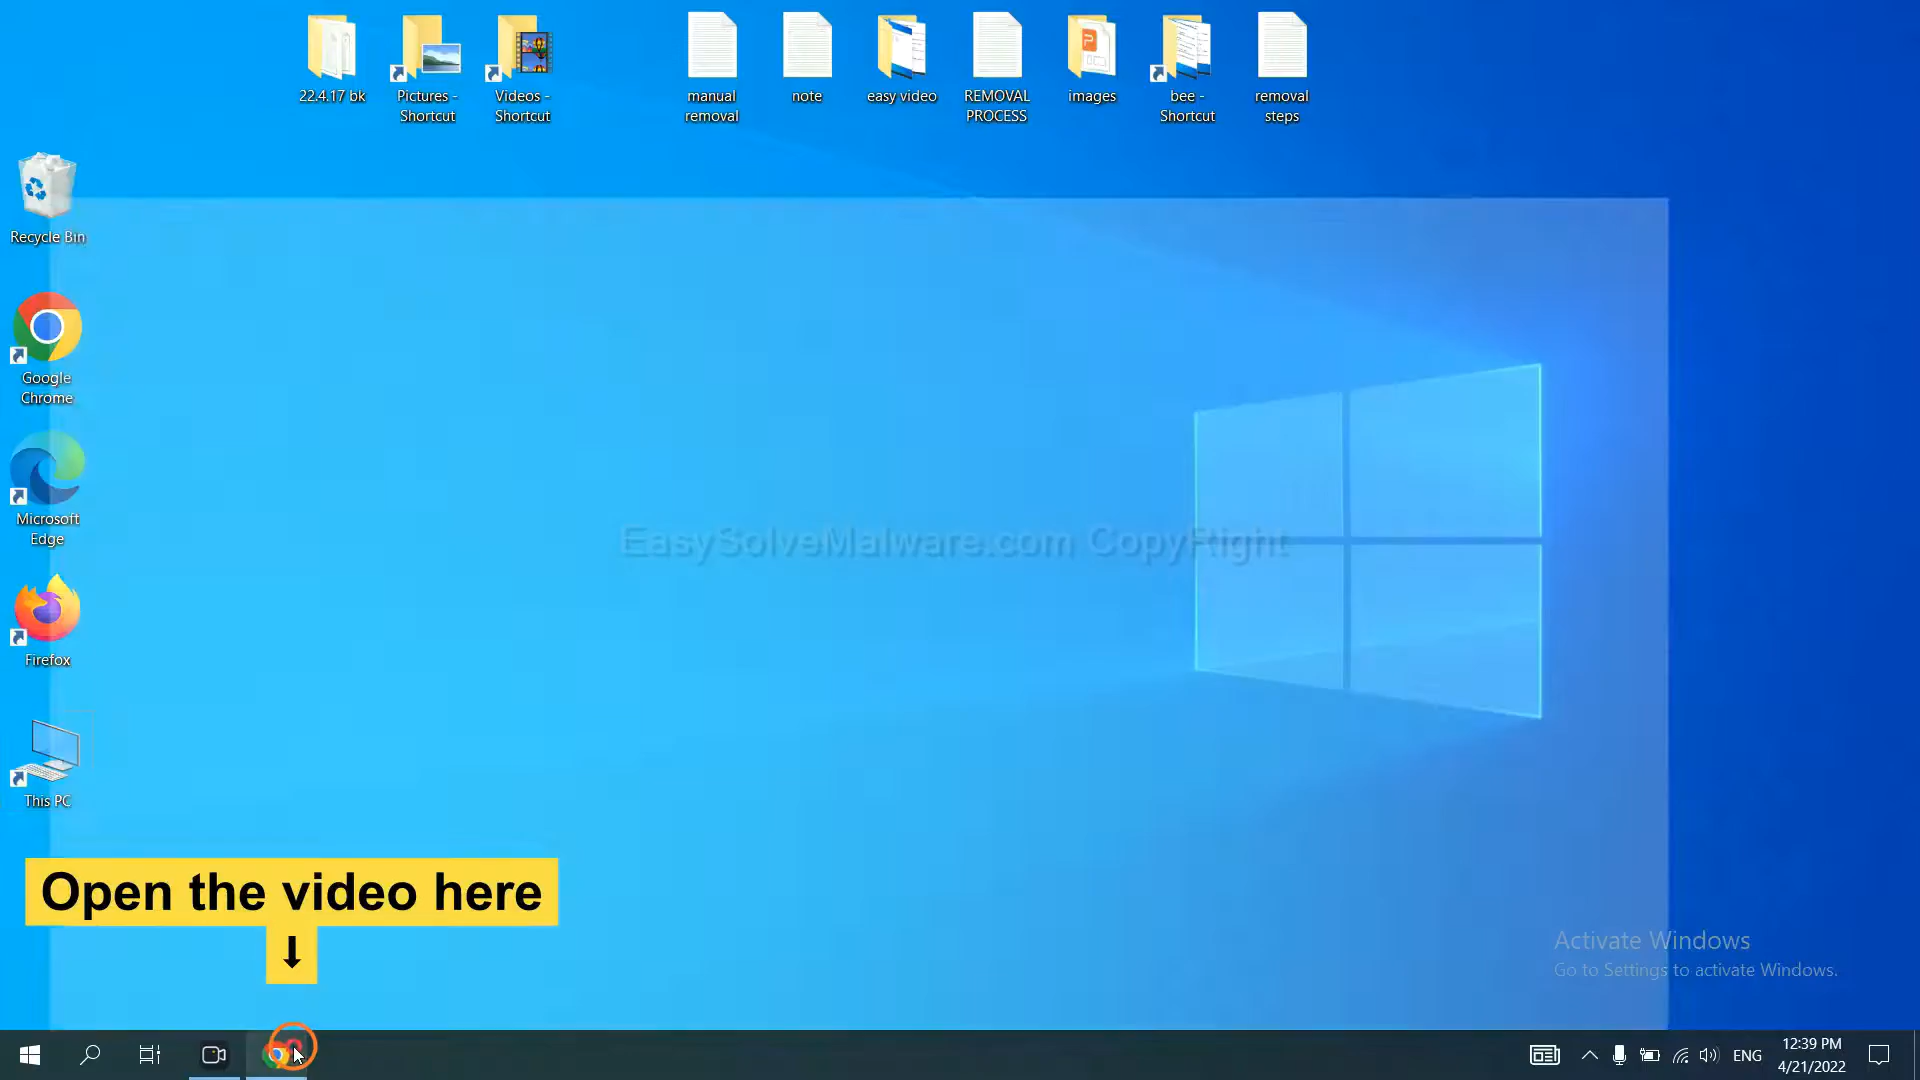 22.4.17 bk
Pictures -
Shortcut
Videos -
Shortcut
manual
removal
note
easy video
REMOVAL
PROCESS
images
bee -
Shortcut
removal
steps
Recycle Bin
Google
Chrome
Microsoft
Edge
Firefox
This PC
EasySolveMalware.com CopyRight
Open the video here
Activate Windows
Go to Settings to activate Windows.
ENG
12:39 PM
4/21/2022